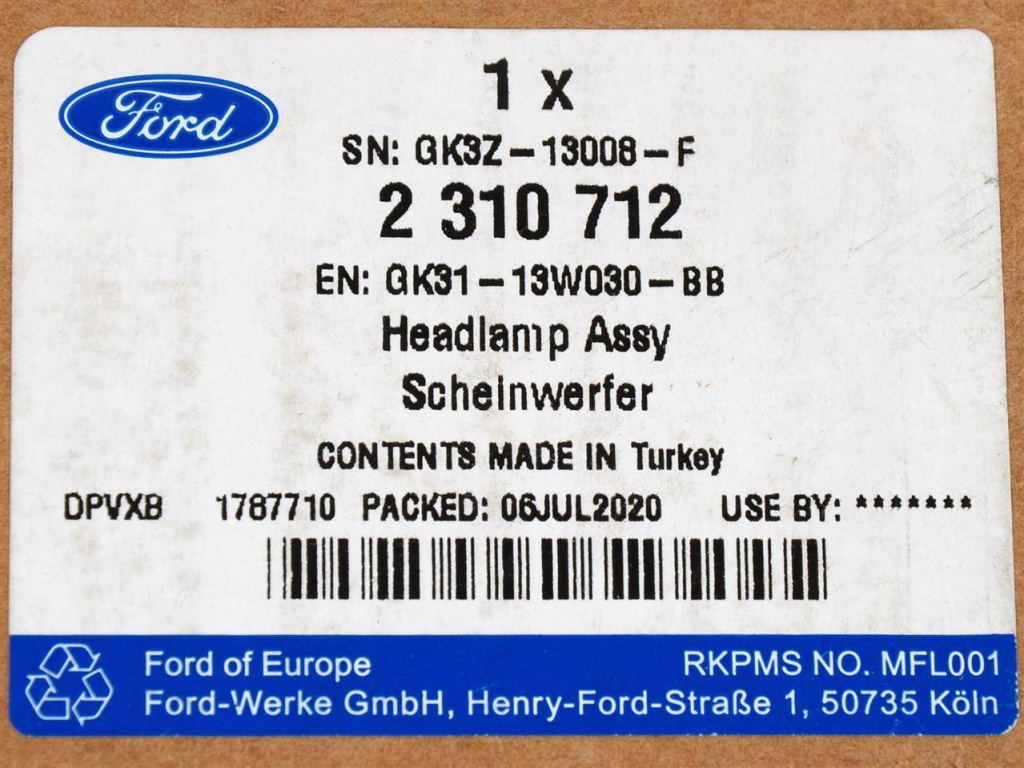 Ford
1 x
SN: GK3Z-13008-F
2 310 712
EN: GK31-13W030-BB
Headlamp Assy
Scheinwerfer
CONTENTS MADE IN Turkey
DPVXB 1787710 PACKED: 06JUL2020 USE BY: *******
Ford of Europe RKPMS NO. MFL001
Ford-Werke GmbH, Henry-Ford-Straße 1, 50735 Köln